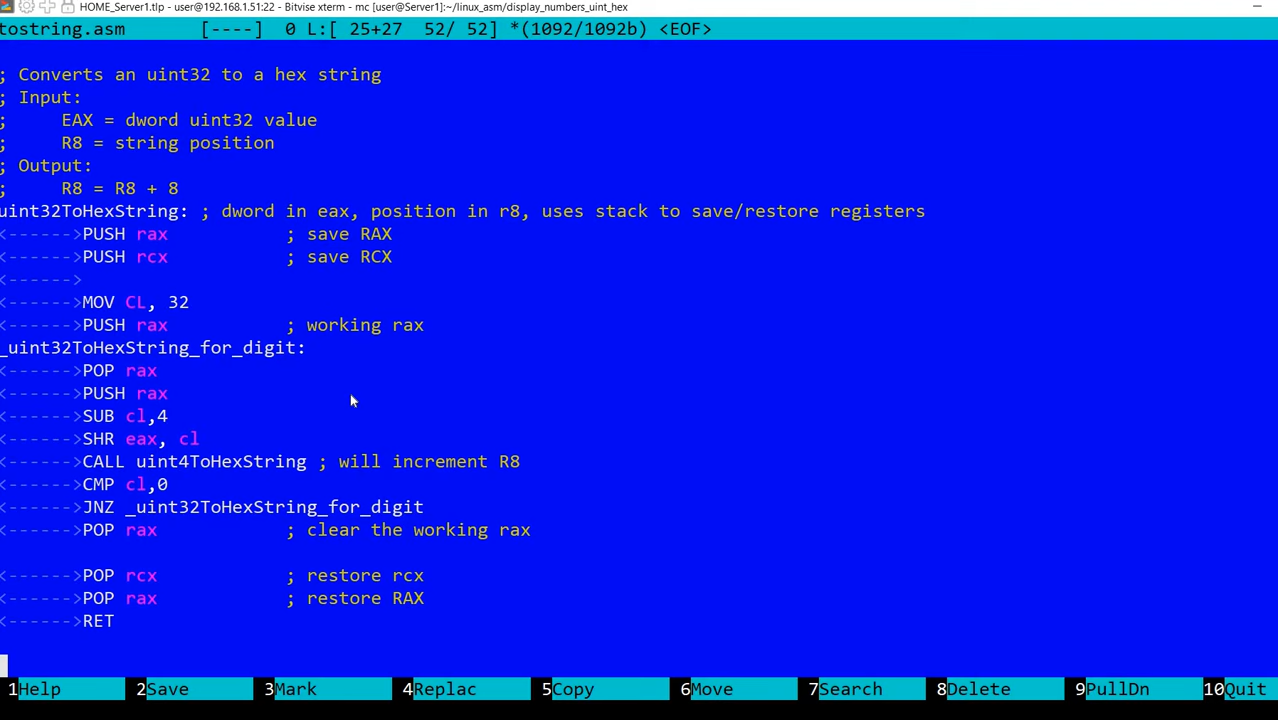 HOME_Server1.tlp - user@192.168.1.51:22 - Bitvise xterm - mc [user@Server1]:~/linux_asm/display_numbers_uint_hex
tostring.asm       [----]  0 L:[ 25+27  52/ 52] *(1092/1092b) <EOF>
; Converts an uint32 to a hex string
; Input:
;     EAX = dword uint32 value
;     R8 = string position
; Output:
;     R8 = R8 + 8
uint32ToHexString: ; dword in eax, position in r8, uses stack to save/restore registers
<------>PUSH rax           ; save RAX
<------>PUSH rcx           ; save RCX
<------>
<------>MOV CL, 32
<------>PUSH rax           ; working rax
_uint32ToHexString_for_digit:
<------>POP rax
<------>PUSH rax
<------>SUB cl,4
<------>SHR eax, cl
<------>CALL uint4ToHexString ; will increment R8
<------>CMP cl,0
<------>JNZ _uint32ToHexString_for_digit
<------>POP rax            ; clear the working rax
<------>POP rcx            ; restore rcx
<------>POP rax            ; restore RAX
<------>RET
1Help 2Save 3Mark 4Replac 5Copy 6Move 7Search 8Delete 9PullDn 10Quit